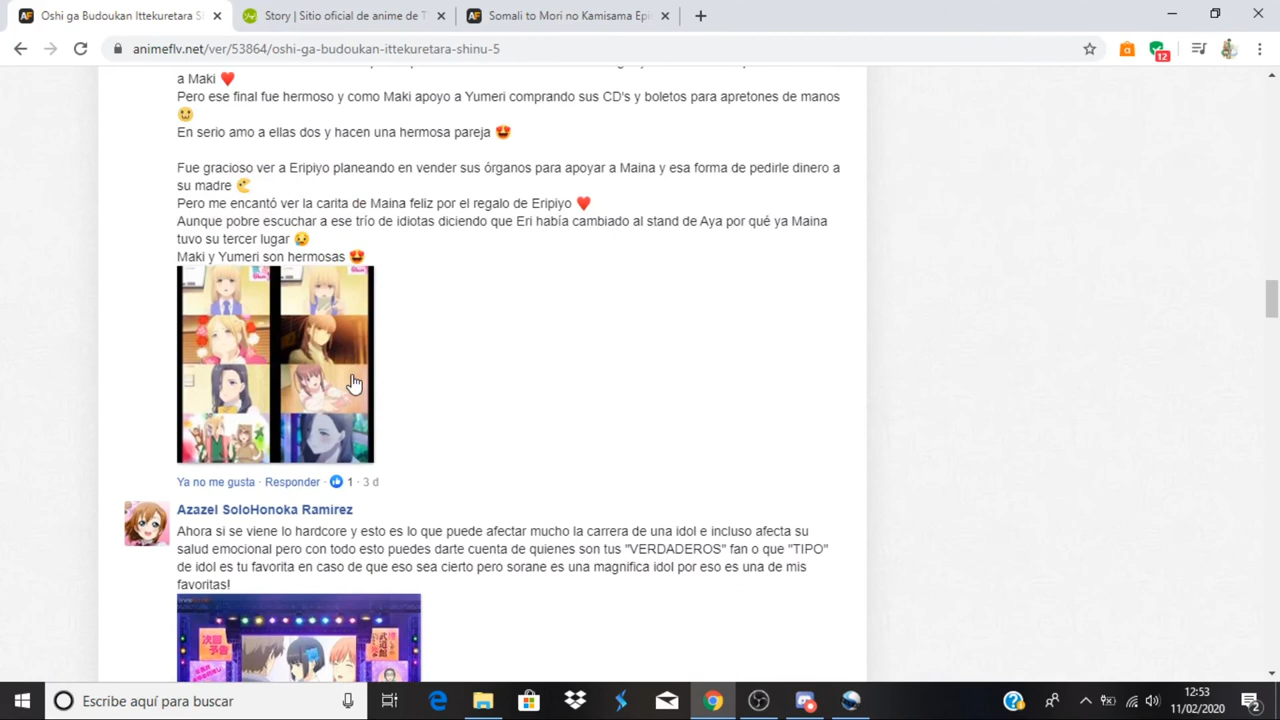 Oshi ga Budoukan Ittekuretara S
Story | Sitio oficial de anime de T
Somali to Mori no Kamisama Epi
animeflv.net/ver/53864/oshi-ga-budoukan-ittekuretara-shinu-5
12
a Maki ❤️
Pero ese final fue hermoso y como Maki apoyo a Yumeri comprando sus CD's y boletos para apretones de manos
En serio amo a ellas dos y hacen una hermosa pareja 😍
Fue gracioso ver a Eripiyo planeando en vender sus órganos para apoyar a Maina y esa forma de pedirle dinero a
su madre
Pero me encantó ver la carita de Maina feliz por el regalo de Eripiyo ❤️
Aunque pobre escuchar a ese trío de idiotas diciendo que Eri había cambiado al stand de Aya por qué ya Maina
tuvo su tercer lugar 😥
Maki y Yumeri son hermosas 😍
Ya no me gusta · Responder · 1 · 3 d
Azazel SoloHonoka Ramirez
Ahora si se viene lo hardcore y esto es lo que puede afectar mucho la carrera de una idol e incluso afecta su
salud emocional pero con todo esto puedes darte cuenta de quienes son tus "VERDADEROS" fan o que "TIPO"
de idol es tu favorita en caso de que eso sea cierto pero sorane es una magnifica idol por eso es una de mis
favoritas!
次回
予告
武道館
Escribe aquí para buscar
12:53
11/02/2020
2